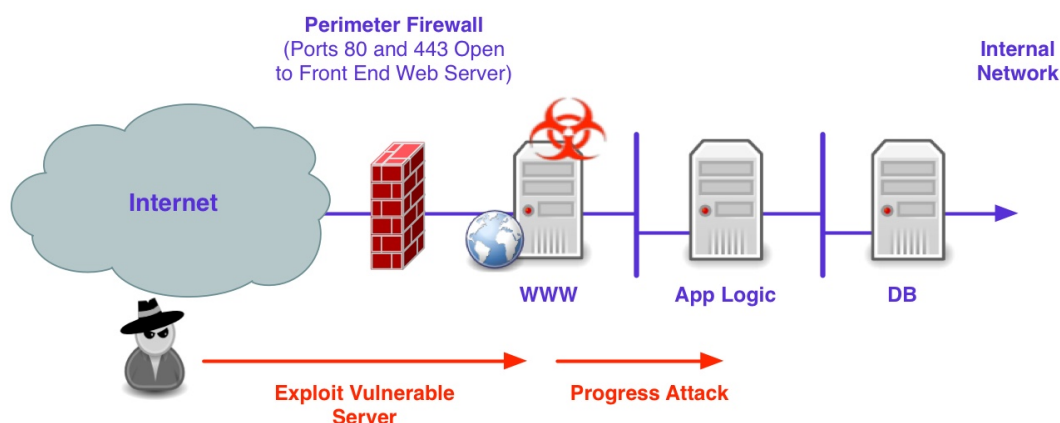 Perimeter Firewall
(Ports 80 and 443 Open
to Front End Web Server)
Internal
Network
Internet
WWW
App Logic
DB
Exploit Vulnerable
Server
Progress Attack